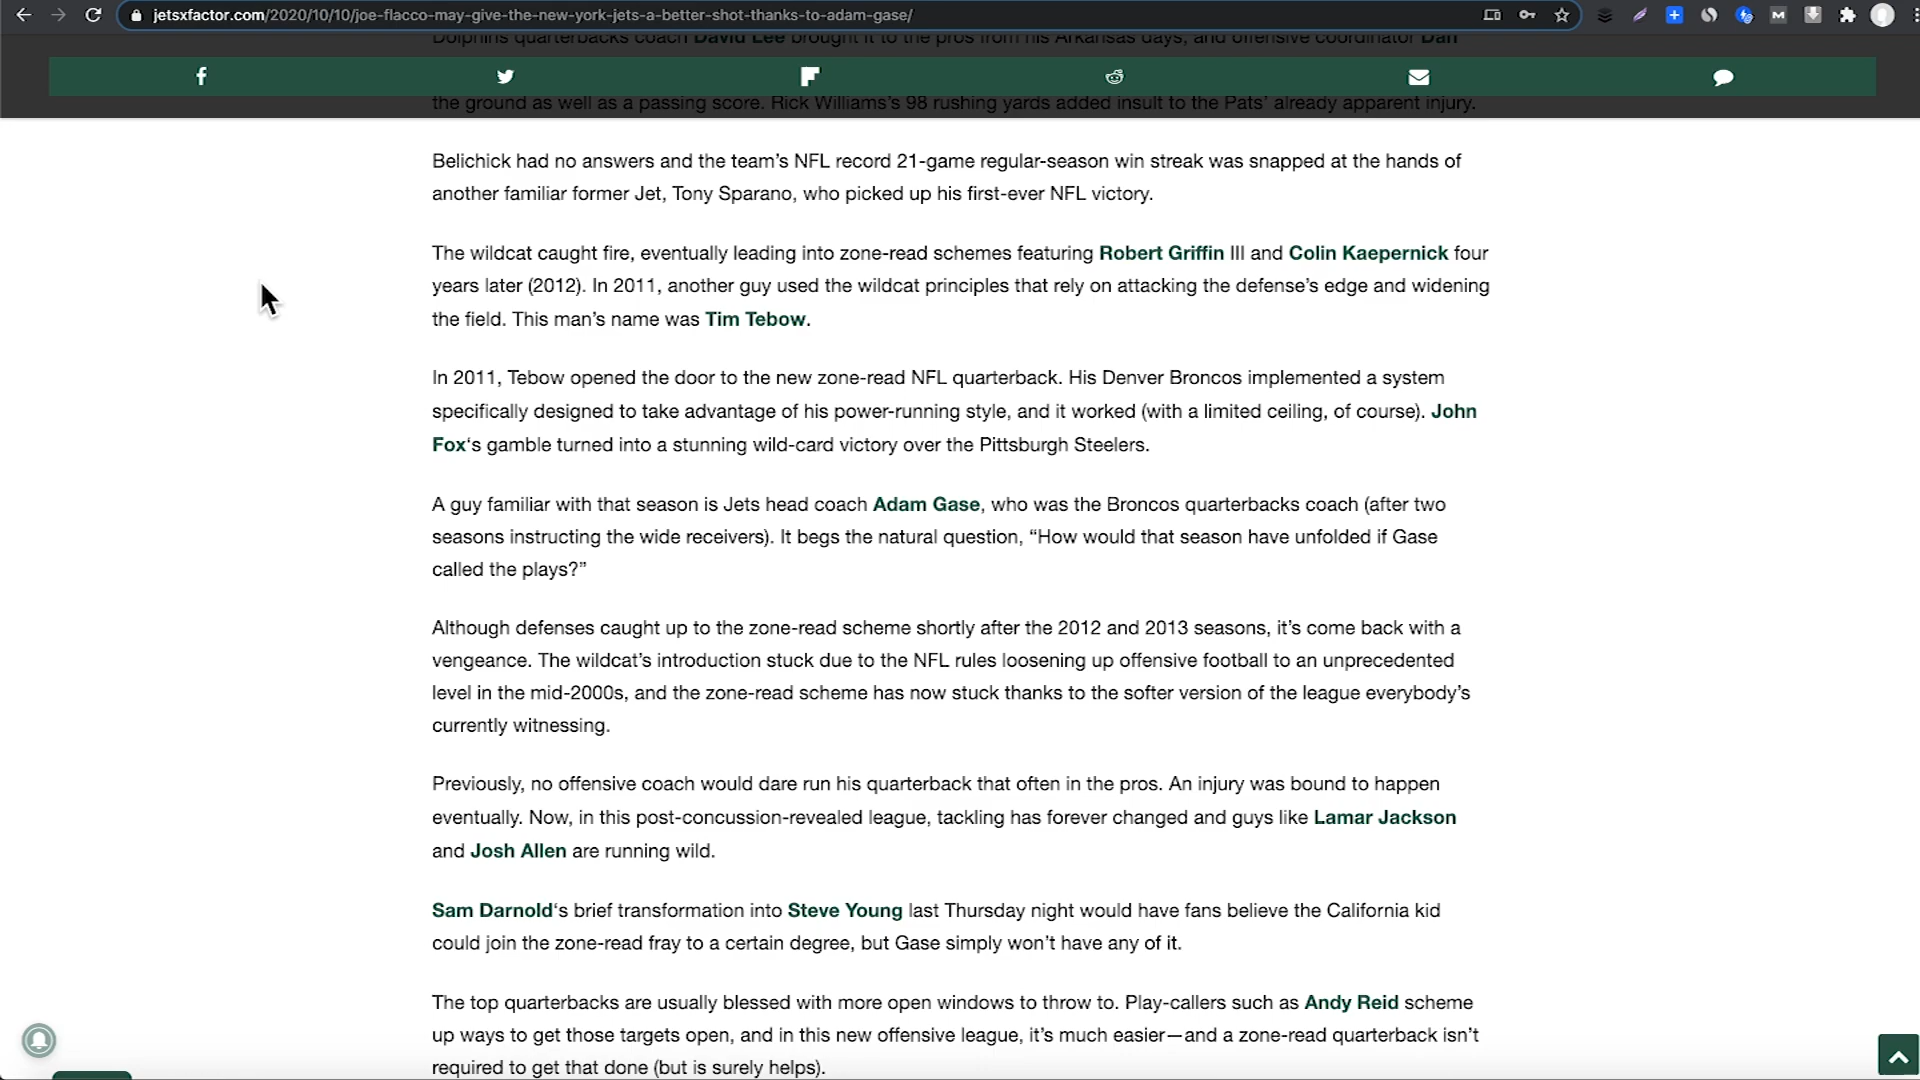 jetsxfactor.com/2020/10/10/joe-flacco-may-give-the-new-york-jets-a-better-shot-thanks-to-adam-gase/
Dolphins quarterbacks coach David Lee brought it to the pros from his Arkansas days, and offensive coordinator Dan
the ground as well as a passing score. Rick Williams's 98 rushing yards added insult to the Pats' already apparent injury.
Belichick had no answers and the team's NFL record 21-game regular-season win streak was snapped at the hands of
another familiar former Jet, Tony Sparano, who picked up his first-ever NFL victory.
The wildcat caught fire, eventually leading into zone-read schemes featuring Robert Griffin III and Colin Kaepernick four
years later (2012). In 2011, another guy used the wildcat principles that rely on attacking the defense's edge and widening
the field. This man's name was Tim Tebow.
In 2011, Tebow opened the door to the new zone-read NFL quarterback. His Denver Broncos implemented a system
specifically designed to take advantage of his power-running style, and it worked (with a limited ceiling, of course). John
Fox‘s gamble turned into a stunning wild-card victory over the Pittsburgh Steelers.
A guy familiar with that season is Jets head coach Adam Gase, who was the Broncos quarterbacks coach (after two
seasons instructing the wide receivers). It begs the natural question, “How would that season have unfolded if Gase
called the plays?”
Although defenses caught up to the zone-read scheme shortly after the 2012 and 2013 seasons, it's come back with a
vengeance. The wildcat's introduction stuck due to the NFL rules loosening up offensive football to an unprecedented
level in the mid-2000s, and the zone-read scheme has now stuck thanks to the softer version of the league everybody's
currently witnessing.
Previously, no offensive coach would dare run his quarterback that often in the pros. An injury was bound to happen
eventually. Now, in this post-concussion-revealed league, tackling has forever changed and guys like Lamar Jackson
and Josh Allen are running wild.
Sam Darnold‘s brief transformation into Steve Young last Thursday night would have fans believe the California kid
could join the zone-read fray to a certain degree, but Gase simply won't have any of it.
The top quarterbacks are usually blessed with more open windows to throw to. Play-callers such as Andy Reid scheme
up ways to get those targets open, and in this new offensive league, it's much easier—and a zone-read quarterback isn't
required to get that done (but is surely helps).